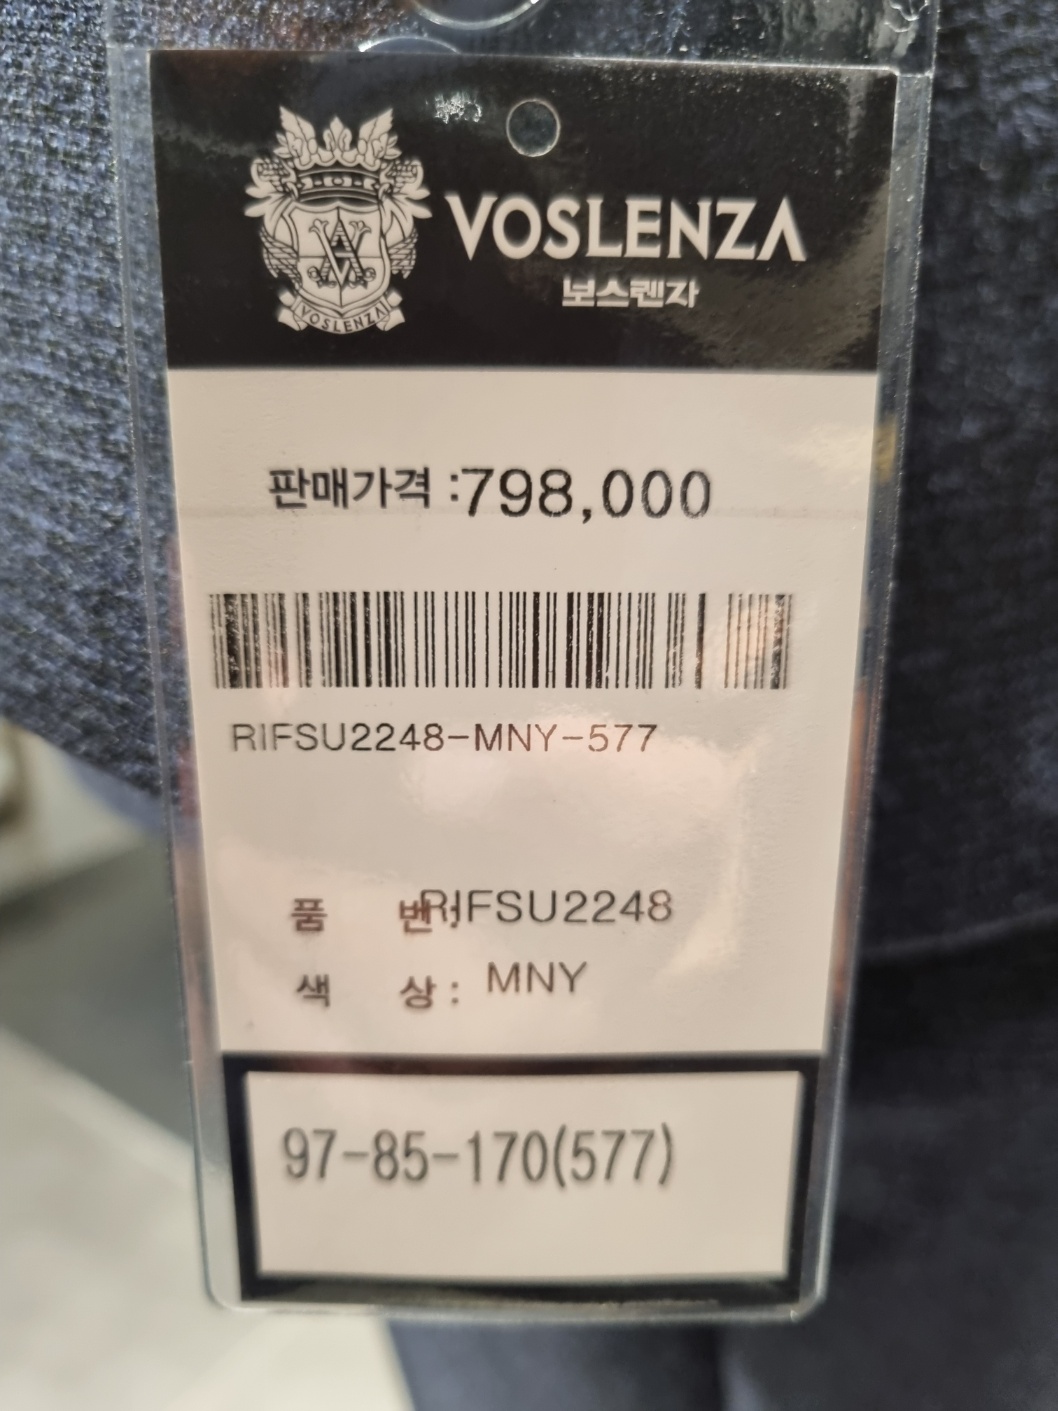 VOSLENZA
보스렌자
VOSLENZA
판매가격 :798,000
RIFSU2248-MNY-577
품 번: RIFSU2248
색 상: MNY
97-85-170(577)